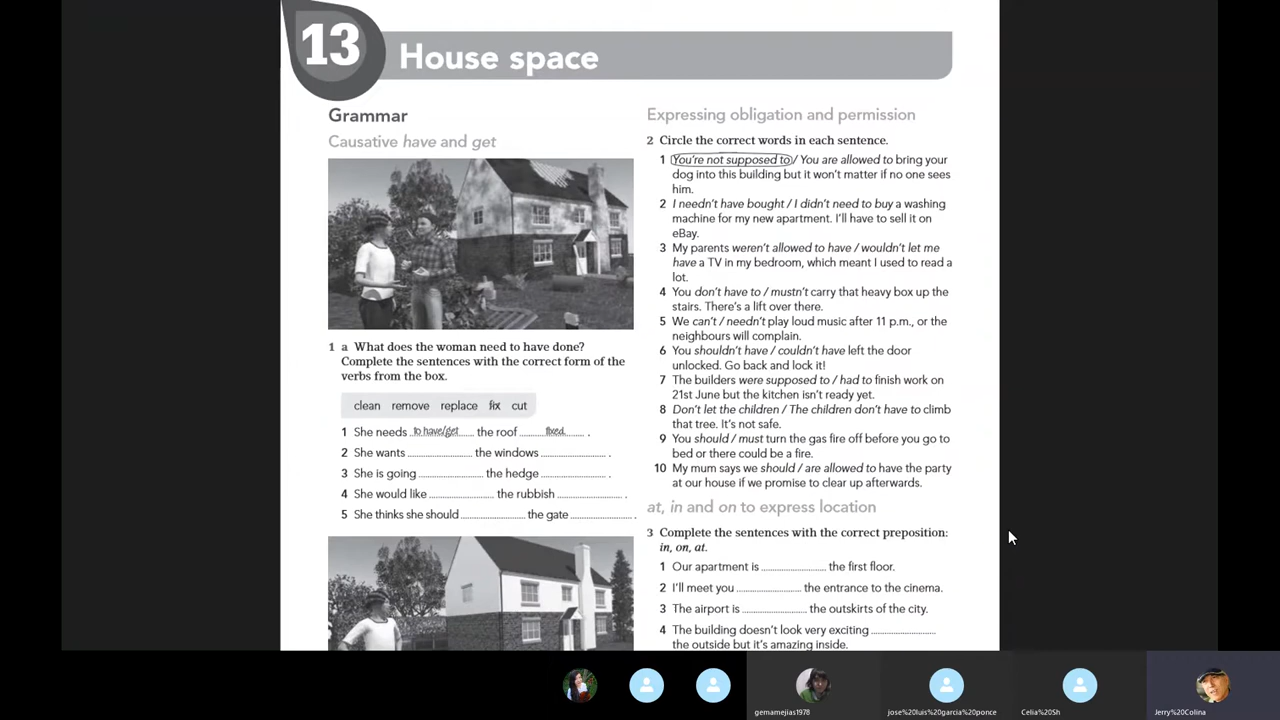 13
House space
Grammar
Causative have and get
1 a What does the woman need to have done?
Complete the sentences with the correct form of the
verbs from the box.
clean remove replace fix cut
1 She needs to have/get the roof fixed .
2 She wants ........................ the windows ........................ .
3 She is going ........................ the hedge ........................ .
4 She would like ........................ the rubbish ........................ .
5 She thinks she should ........................ the gate ........................ .
Expressing obligation and permission
2 Circle the correct words in each sentence.
1 You're not supposed to / You are allowed to bring your
dog into this building but it won't matter if no one sees
him.
2 I needn't have bought / I didn't need to buy a washing
machine for my new apartment. I'll have to sell it on
eBay.
3 My parents weren't allowed to have / wouldn't let me
have a TV in my bedroom, which meant I used to read a
lot.
4 You don't have to / mustn't carry that heavy box up the
stairs. There's a lift over there.
5 We can't / needn't play loud music after 11 p.m., or the
neighbours will complain.
6 You shouldn't have / couldn't have left the door
unlocked. Go back and lock it!
7 The builders were supposed to / had to finish work on
21st June but the kitchen isn't ready yet.
8 Don't let the children / The children don't have to climb
that tree. It's not safe.
9 You should / must turn the gas fire off before you go to
bed or there could be a fire.
10 My mum says we should / are allowed to have the party
at our house if we promise to clear up afterwards.
at, in and on to express location
3 Complete the sentences with the correct preposition:
in, on, at.
1 Our apartment is ........................ the first floor.
2 I'll meet you ........................ the entrance to the cinema.
3 The airport is ........................ the outskirts of the city.
4 The building doesn't look very exciting ........................
the outside but it's amazing inside.
gemamejias1978
jose%20luis%20garcia%20ponce
Celia%20Sh
Jerry%20Colina